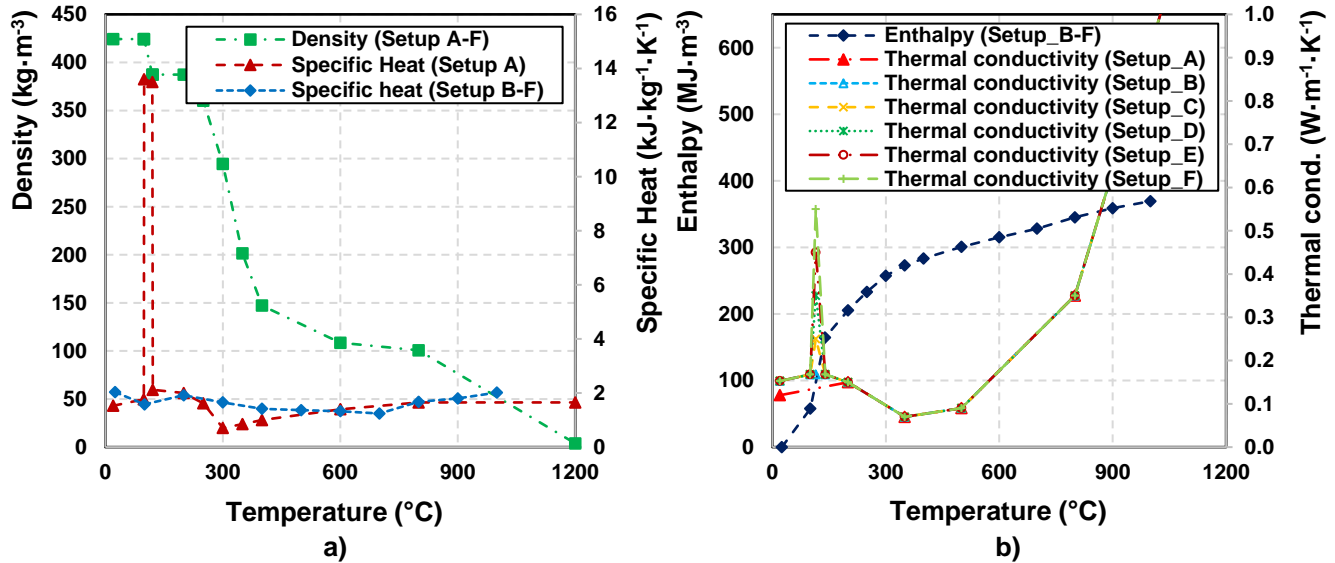 450
400
350
300
250
200
150
100
50
0
Density (kg·m⁻³)
Density (Setup A-F)
Specific Heat (Setup A)
Specific heat (Setup B-F)
16
14
12
10
8
6
4
2
0
Specific Heat (kJ·kg⁻¹·K⁻¹)
0 300 600 900 1200
Temperature (°C)
a)
600
500
400
300
200
100
0
Enthalpy (MJ·m⁻³)
Enthalpy (Setup_B-F)
Thermal conductivity (Setup_A)
Thermal conductivity (Setup_B)
Thermal conductivity (Setup_C)
Thermal conductivity (Setup_D)
Thermal conductivity (Setup_E)
Thermal conductivity (Setup_F)
1.0
0.9
0.8
0.7
0.6
0.5
0.4
0.3
0.2
0.1
0.0
Thermal cond. (W·m⁻¹·K⁻¹)
0 300 600 900 1200
Temperature (°C)
b)